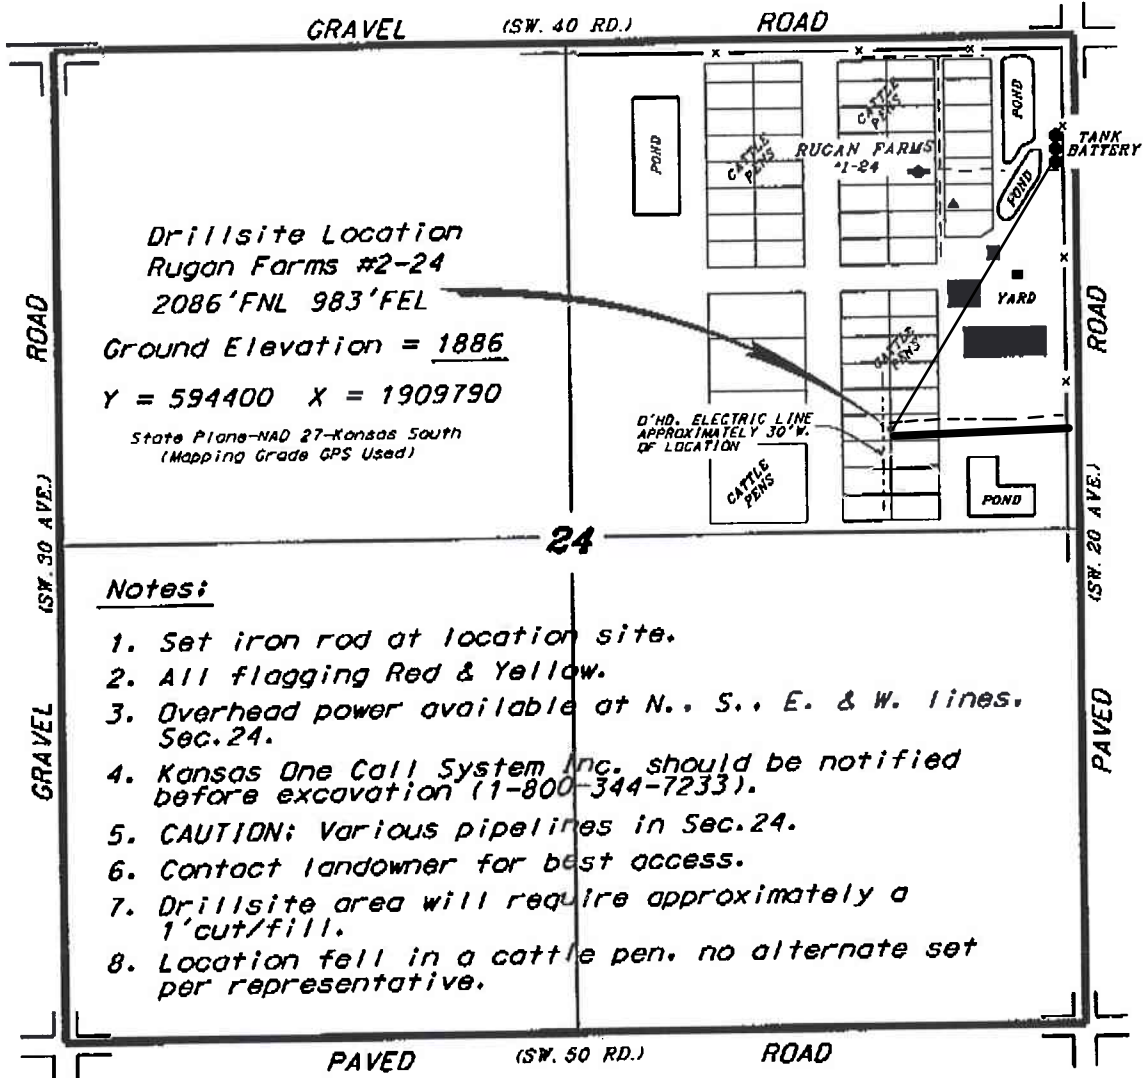 GRAVEL (SW. 40 RD.) ROAD
POND
CATTLE
PENS
CATTLE
PENS
RUGAN FARMS
#1-24
POND
POND
TANK
BATTERY
YARD
Drillsite Location
Rugan Farms #2-24
2086'FNL 983'FEL
Ground Elevation = 1886
Y = 594400 X = 1909790
State Plane-NAD 27-Kansas South
(Mapping Grade GPS Used)
CATTLE
PENS
O'HD. ELECTRIC LINE
APPROXIMATELY 30'W.
OF LOCATION
CATTLE
PENS
POND
24
GRAVEL (SW. 30 AVE.) ROAD
PAVED (SW. 20 AVE.) ROAD
Notes:
1. Set iron rod at location site.
2. All flagging Red & Yellow.
3. Overhead power available at N., S., E. & W. lines,
Sec.24.
4. Kansas One Call System Inc. should be notified
before excavation (1-800-344-7233).
5. CAUTION: Various pipelines in Sec.24.
6. Contact landowner for best access.
7. Drillsite area will require approximately a
1'cut/fill.
8. Location fell in a cattle pen, no alternate set
per representative.
PAVED (SW. 50 RD.) ROAD